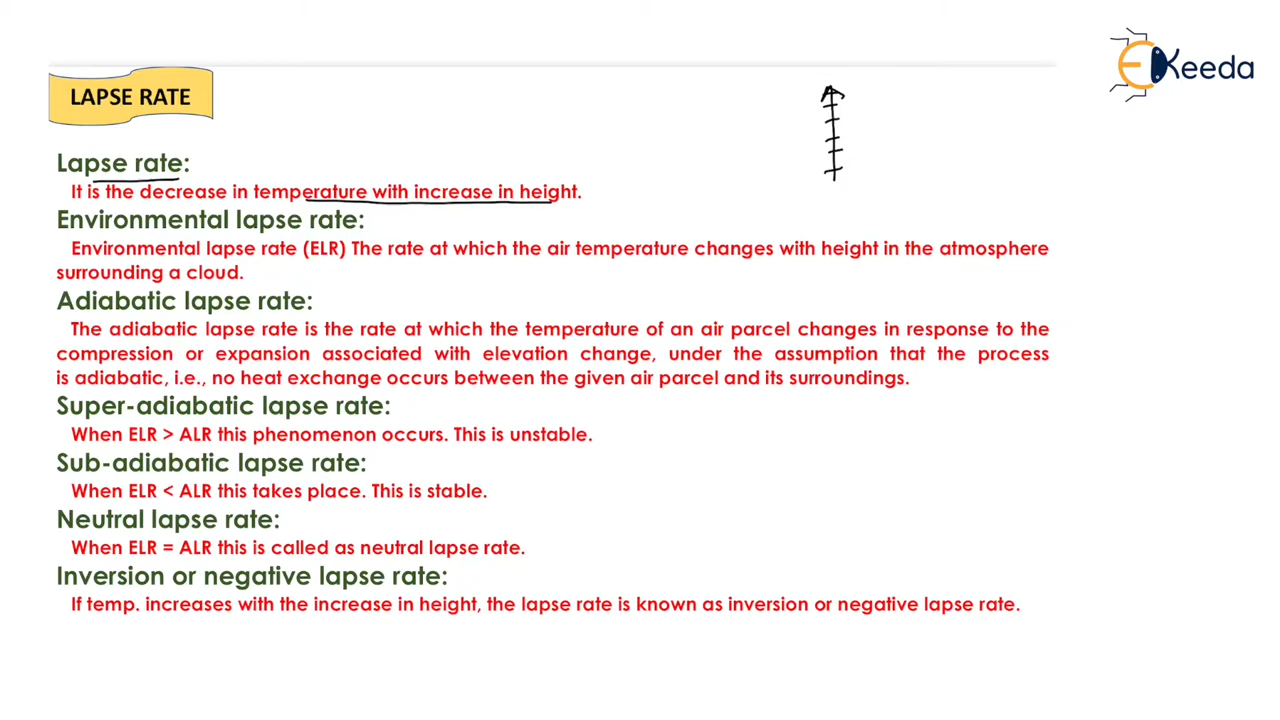 EKeeda
LAPSE RATE
Lapse rate:
It is the decrease in temperature with increase in height.
Environmental lapse rate:
Environmental lapse rate (ELR) The rate at which the air temperature changes with height in the atmosphere
surrounding a cloud.
Adiabatic lapse rate:
The adiabatic lapse rate is the rate at which the temperature of an air parcel changes in response to the
compression or expansion associated with elevation change, under the assumption that the process
is adiabatic, i.e., no heat exchange occurs between the given air parcel and its surroundings.
Super-adiabatic lapse rate:
When ELR > ALR this phenomenon occurs. This is unstable.
Sub-adiabatic lapse rate:
When ELR < ALR this takes place. This is stable.
Neutral lapse rate:
When ELR = ALR this is called as neutral lapse rate.
Inversion or negative lapse rate:
If temp. increases with the increase in height, the lapse rate is known as inversion or negative lapse rate.